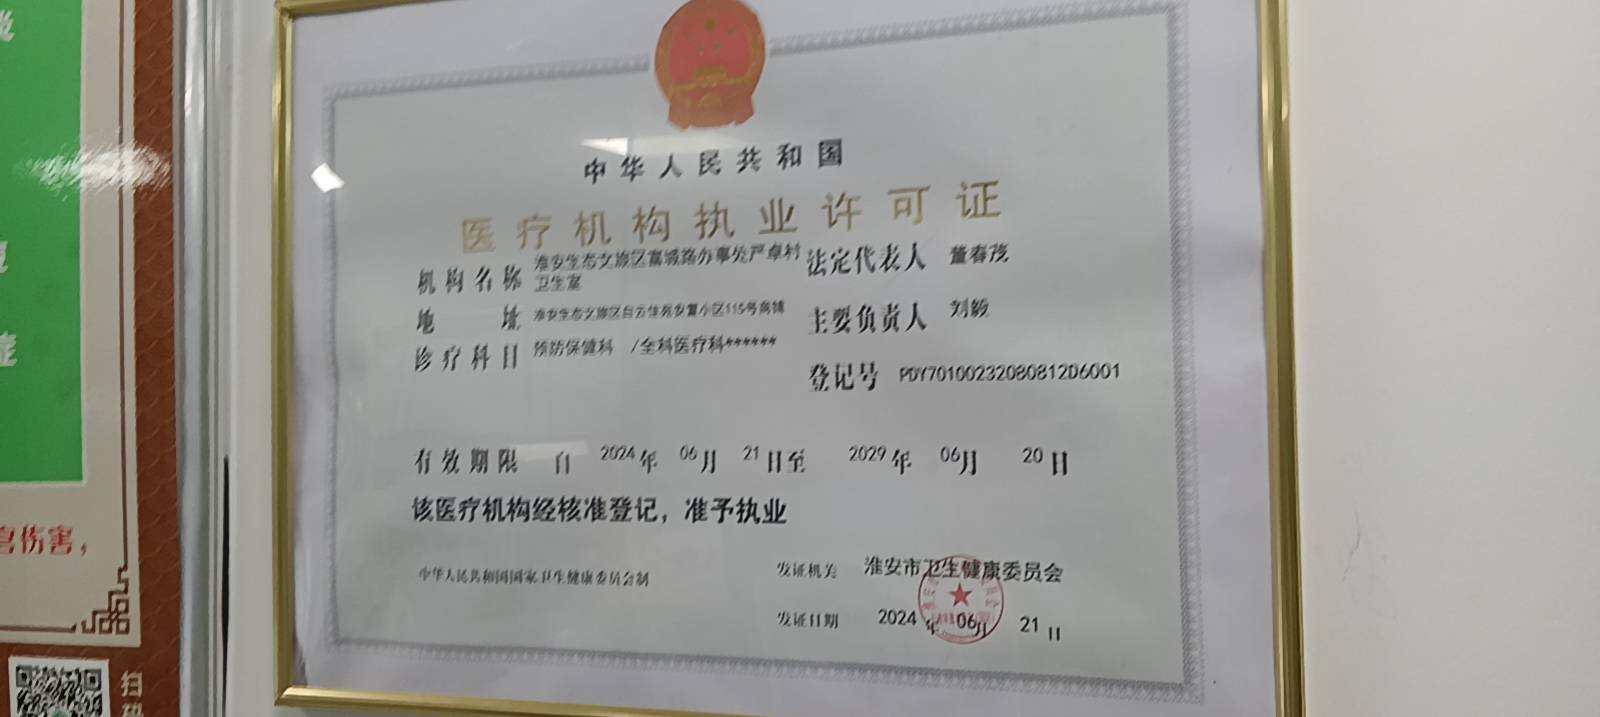 中华人民共和国
医疗机构执业许可证
机构名称 淮安生态文旅区富城路办事处严卓村卫生室
地 址 淮安生态文旅区白云佳苑安置小区115号商铺
诊疗科目 预防保健科 /全科医疗科******
法定代表人 董春茂
主要负责人 刘毅
登记号 PDY70100232080812D6001
有效期限 自 2024年 06月 21日至 2029年 06月 20日
该医疗机构经核准登记，准予执业
中华人民共和国国家卫生健康委员会制
发证机关 淮安市卫生健康委员会
发证日期 2024年 06月 21日
害伤害，
症
扫